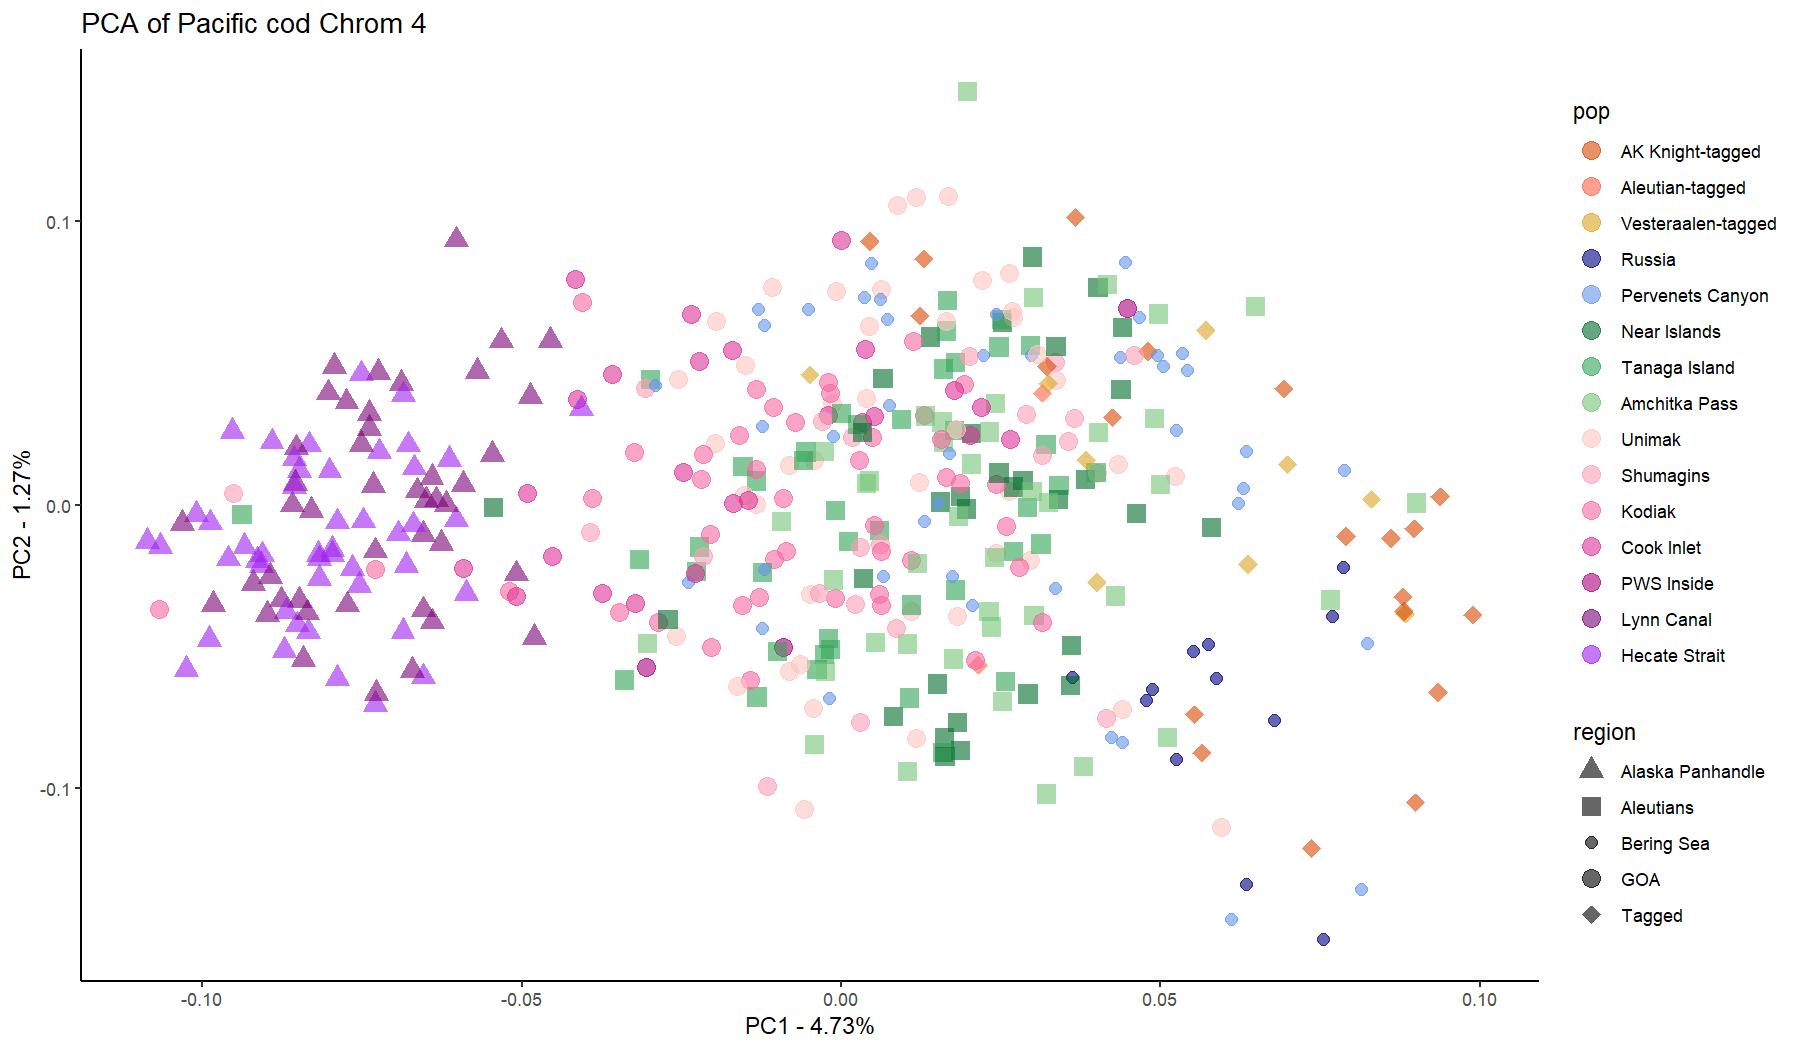 PCA of Pacific cod Chrom 4
PC2 - 1.27%
0.1
0.0
-0.1
-0.10
-0.05
0.00
0.05
0.10
PC1 - 4.73%
pop
AK Knight-tagged
Aleutian-tagged
Vesteraalen-tagged
Russia
Pervenets Canyon
Near Islands
Tanaga Island
Amchitka Pass
Unimak
Shumagins
Kodiak
Cook Inlet
PWS Inside
Lynn Canal
Hecate Strait
region
Alaska Panhandle
Aleutians
Bering Sea
GOA
Tagged